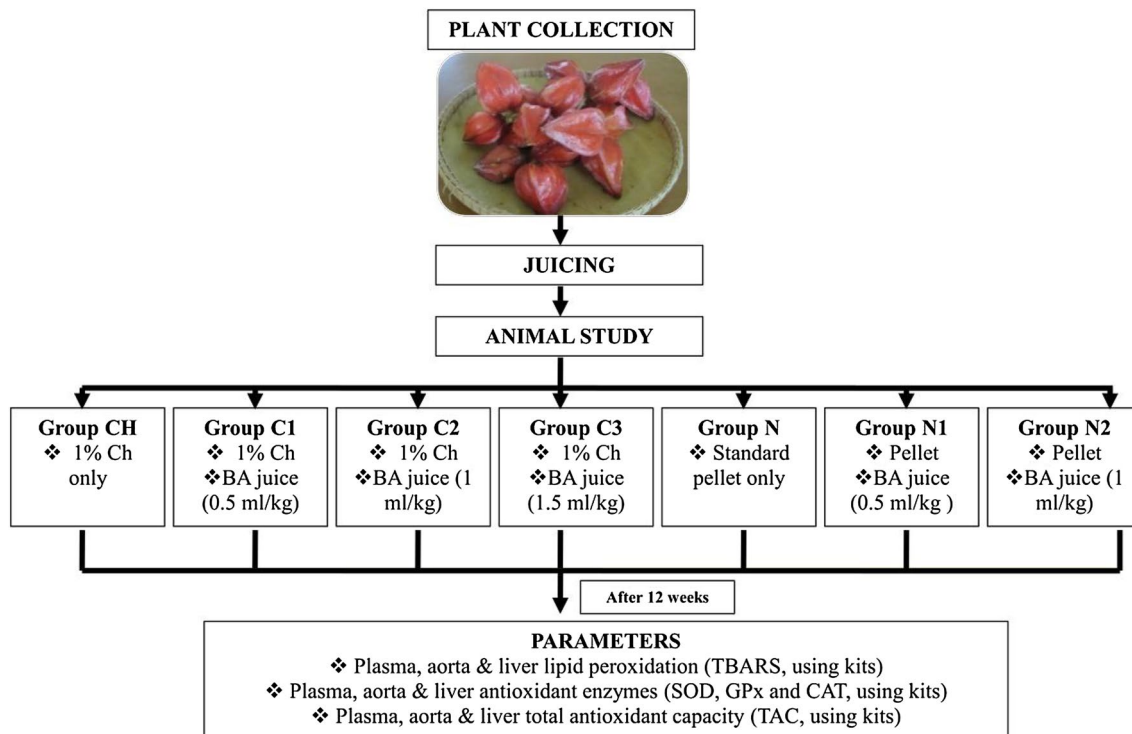 PLANT COLLECTION
JUICING
ANIMAL STUDY
Group CH
❖ 1% Ch
only
Group C1
❖ 1% Ch
❖BA juice
(0.5 ml/kg)
Group C2
❖ 1% Ch
❖BA juice (1
ml/kg)
Group C3
❖ 1% Ch
❖BA juice
(1.5 ml/kg)
Group N
❖ Standard
pellet only
Group N1
❖ Pellet
❖BA juice
(0.5 ml/kg )
Group N2
❖ Pellet
❖BA juice (1
ml/kg)
After 12 weeks
PARAMETERS
❖ Plasma, aorta & liver lipid peroxidation (TBARS, using kits)
❖ Plasma, aorta & liver antioxidant enzymes (SOD, GPx and CAT, using kits)
❖ Plasma, aorta & liver total antioxidant capacity (TAC, using kits)